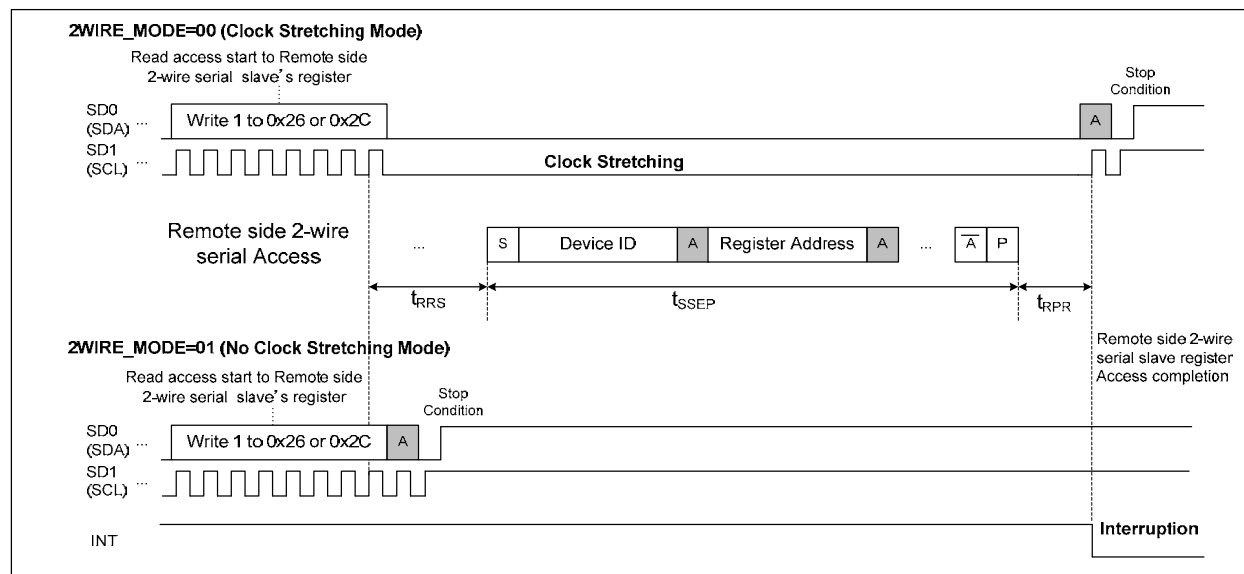 2WIRE_MODE=00 (Clock Stretching Mode)
Read access start to Remote side
2-wire serial slave's register
Stop
Condition
SD0
(SDA) ...
Write 1 to 0x26 or 0x2C
A
SD1
(SCL) ...
Clock Stretching
Remote side 2-wire
serial Access
... S Device ID A Register Address A ... A̅ P
tRRS tSSEP tRPR
2WIRE_MODE=01 (No Clock Stretching Mode)
Remote side 2-wire
serial slave register
Access completion
Read access start to Remote side
2-wire serial slave's register
Stop
Condition
SD0
(SDA) ...
Write 1 to 0x26 or 0x2C A
SD1
(SCL) ...
INT
Interruption